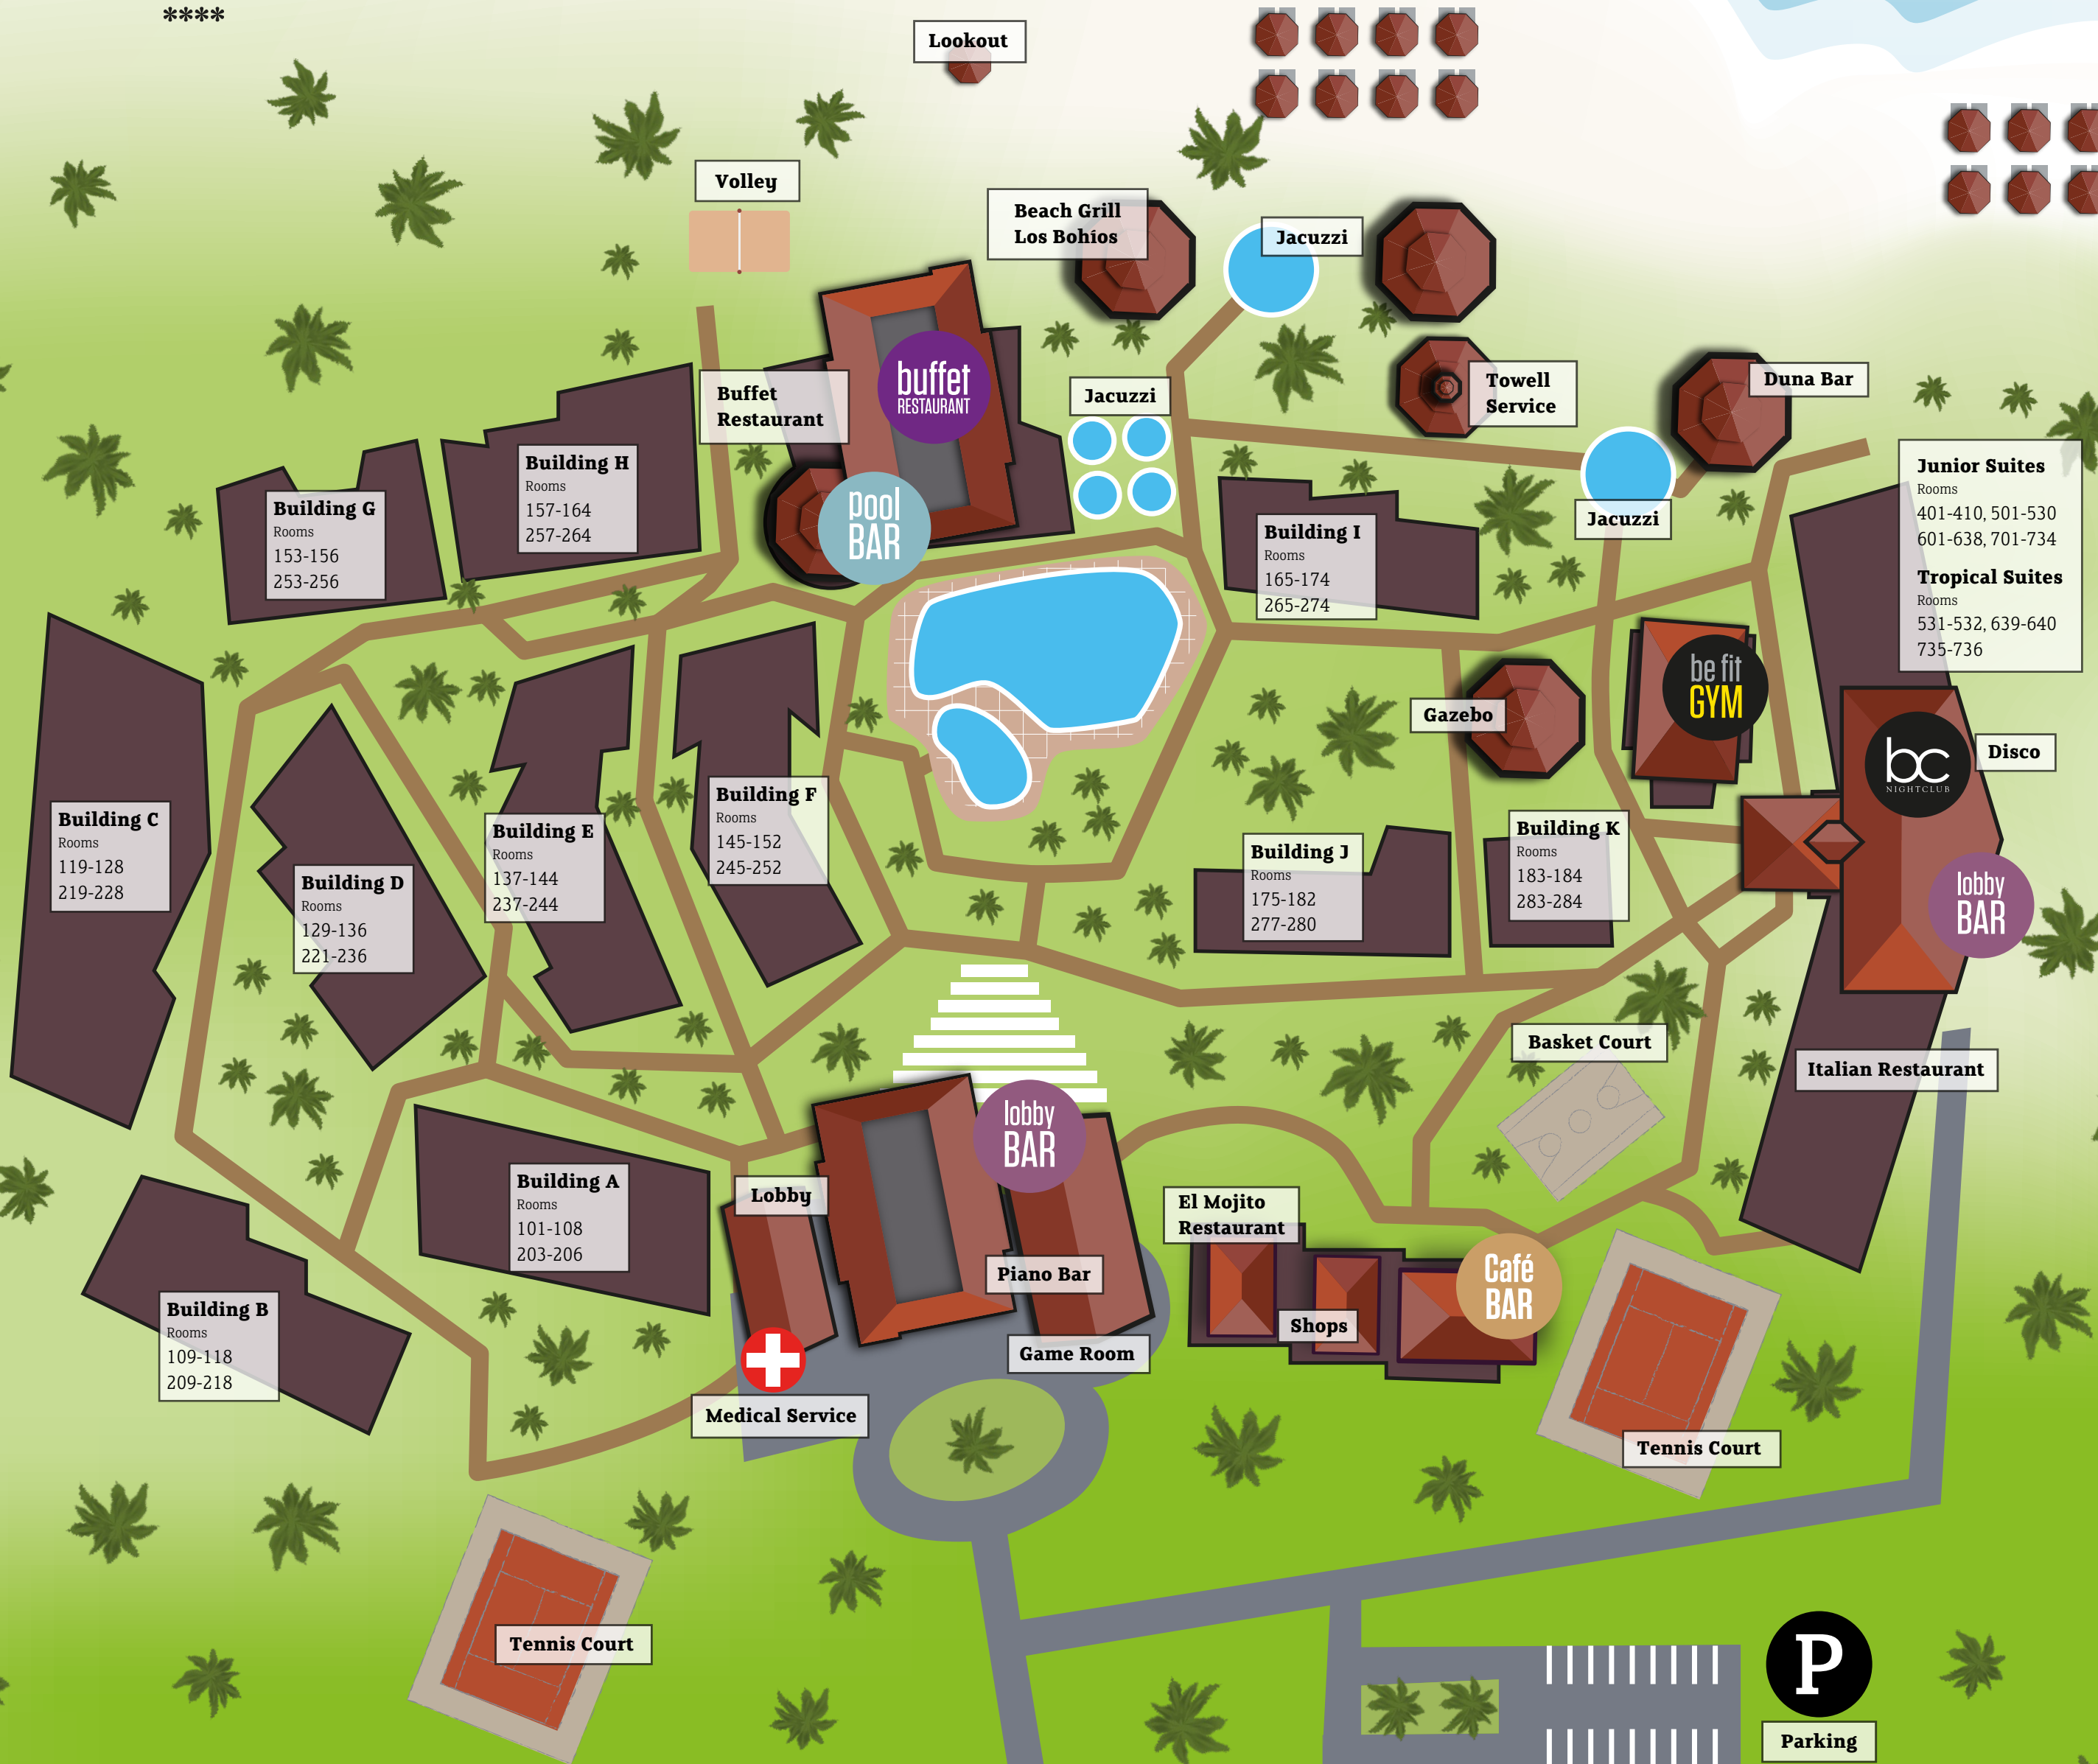 ****
Lookout
Volley
Beach Grill
Los Bohíos
Jacuzzi
Buffet
Restaurant
buffet
RESTAURANT
Jacuzzi
Towell
Service
Duna Bar
Jacuzzi
pool
BAR
Building H
Rooms
157-164
257-264
Building G
Rooms
153-156
253-256
Building I
Rooms
165-174
265-274
Junior Suites
Rooms
401-410, 501-530
601-638, 701-734
Tropical Suites
Rooms
531-532, 639-640
735-736
be fit
GYM
Gazebo
bc
NIGHTCLUB
Disco
Building C
Rooms
119-128
219-228
Building D
Rooms
129-136
221-236
Building E
Rooms
137-144
237-244
Building F
Rooms
145-152
245-252
Building J
Rooms
175-182
277-280
Building K
Rooms
183-184
283-284
lobby
BAR
Basket Court
Italian Restaurant
lobby
BAR
Building A
Rooms
101-108
203-206
Lobby
Piano Bar
El Mojito
Restaurant
Café
BAR
Shops
Game Room
Building B
Rooms
109-118
209-218
Medical Service
Tennis Court
Tennis Court
P
Parking